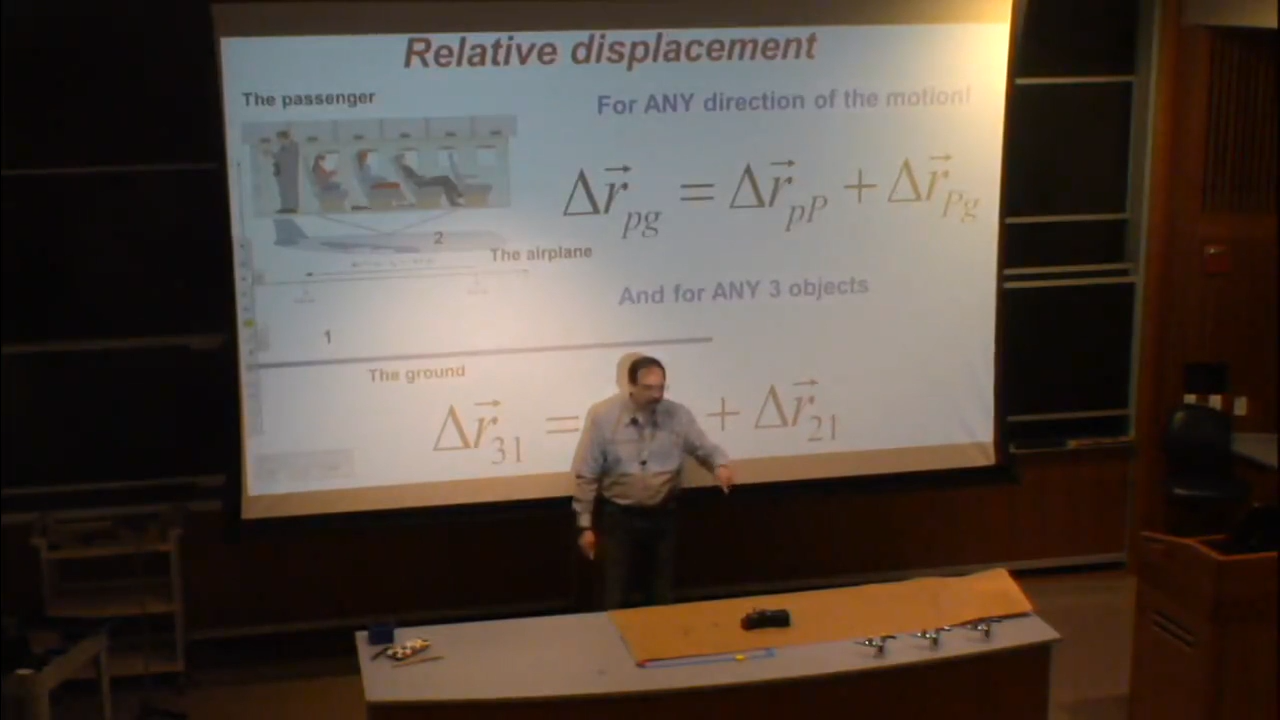 Relative displacement
The passenger
For ANY direction of the motion!
Δr⃗pg = Δr⃗pP + Δr⃗Pg
2
The airplane
And for ANY 3 objects
1
The ground
Δr⃗31 = + Δr⃗21